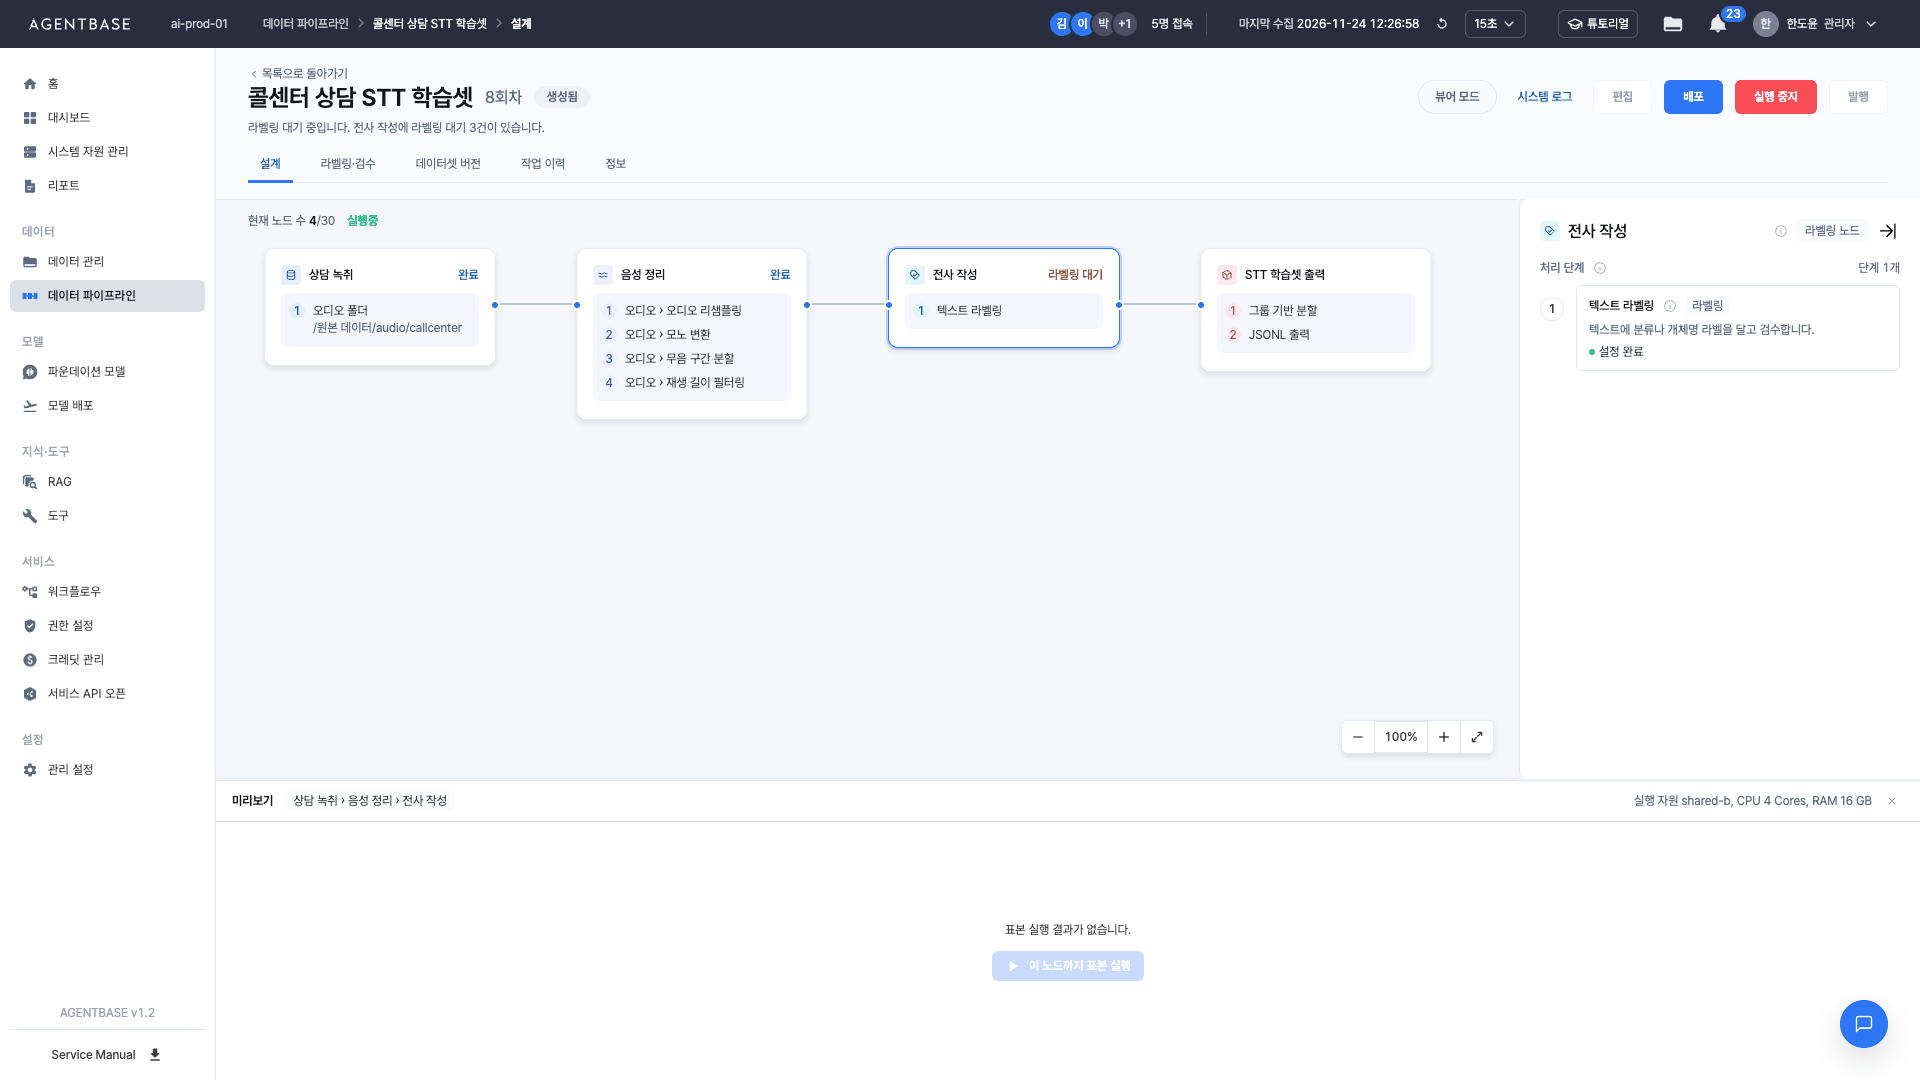 AGENTBASE
ai-prod-01
데이터 파이프라인
콜센터 상담 STT 학습셋
설계
김
이
박
+1
5명 접속
마지막 수집 2026-11-24 12:26:58
15초
튜토리얼
23
한
한도윤 관리자
홈
대시보드
시스템 자원 관리
리포트
데이터
데이터 관리
데이터 파이프라인
모델
파운데이션 모델
모델 배포
지식·도구
RAG
도구
서비스
워크플로우
권한 설정
크레딧 관리
서비스 API 오픈
설정
관리 설정
AGENTBASE v1.2
Service Manual
목록으로 돌아가기
콜센터 상담 STT 학습셋 8회차 생성됨
라벨링 대기 중입니다. 전사 작성에 라벨링 대기 3건이 있습니다.
뷰어 모드
시스템 로그
편집
배포
실행 중지
발행
설계
라벨링·검수
데이터셋 버전
작업 이력
정보
현재 노드 수 4/30 실행중
상담 녹취 완료
1 오디오 폴더
/원본 데이터/audio/callcenter
음성 정리 완료
1 오디오 › 오디오 리샘플링
2 오디오 › 모노 변환
3 오디오 › 무음 구간 분할
4 오디오 › 재생 길이 필터링
전사 작성 라벨링 대기
1 텍스트 라벨링
STT 학습셋 출력
1 그룹 기반 분할
2 JSONL 출력
100%
전사 작성
라벨링 노드
처리 단계
단계 1개
1
텍스트 라벨링 라벨링
텍스트에 분류나 개체명 라벨을 달고 검수합니다.
설정 완료
미리보기
상담 녹취 › 음성 정리 › 전사 작성
실행 자원 shared-b, CPU 4 Cores, RAM 16 GB
표본 실행 결과가 없습니다.
이 노드까지 표본 실행